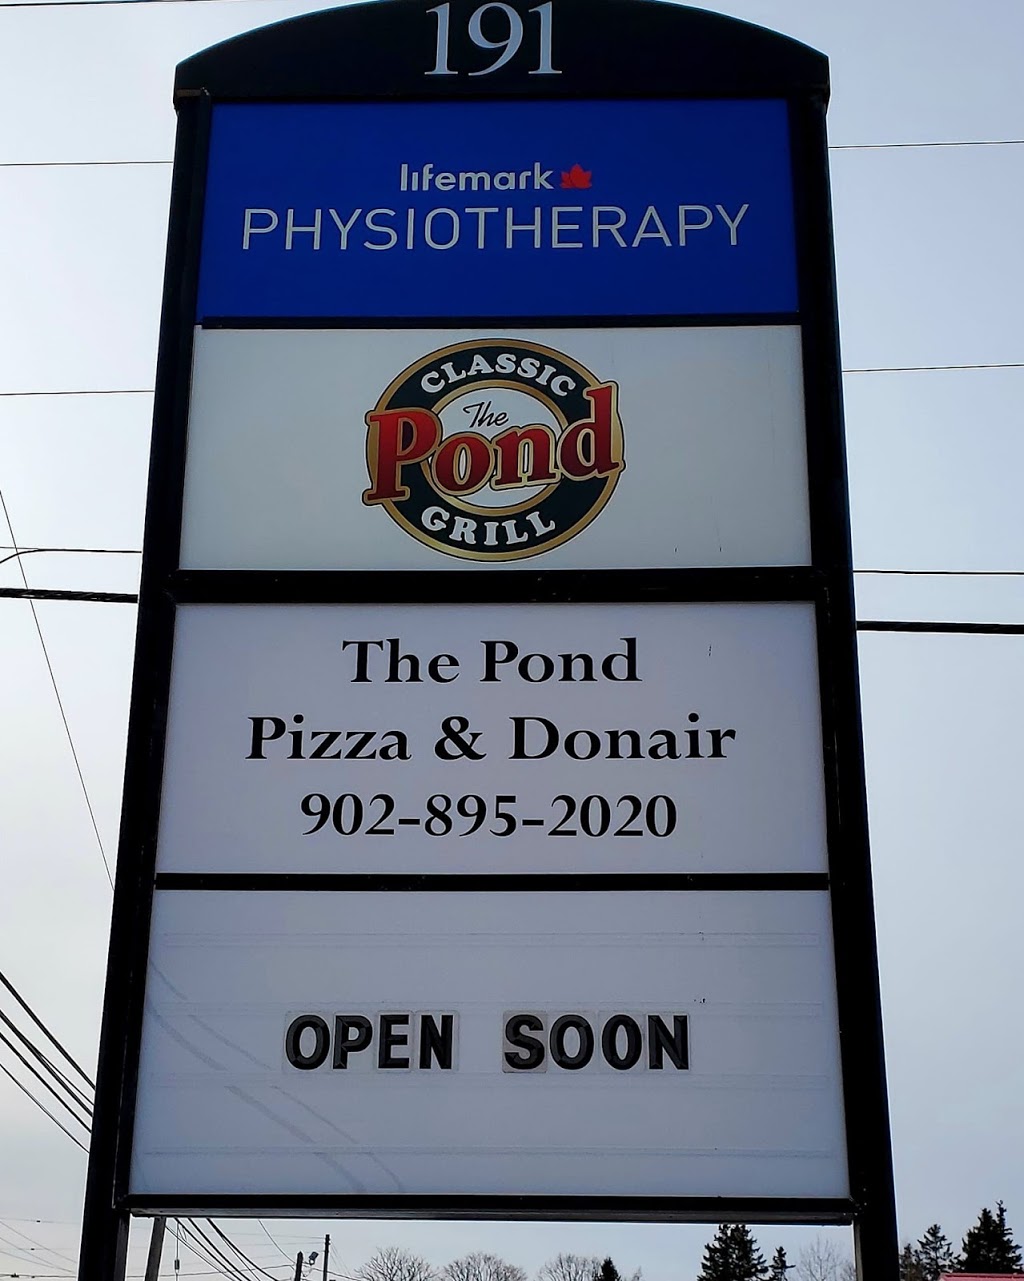 191
lifemark
PHYSIOTHERAPY
CLASSIC
The
Pond
GRILL
The Pond
Pizza & Donair
902-895-2020
OPEN SOON